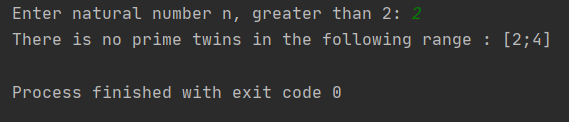 Enter natural number n, greater than 2: 2
There is no prime twins in the following range : [2;4]
Process finished with exit code 0